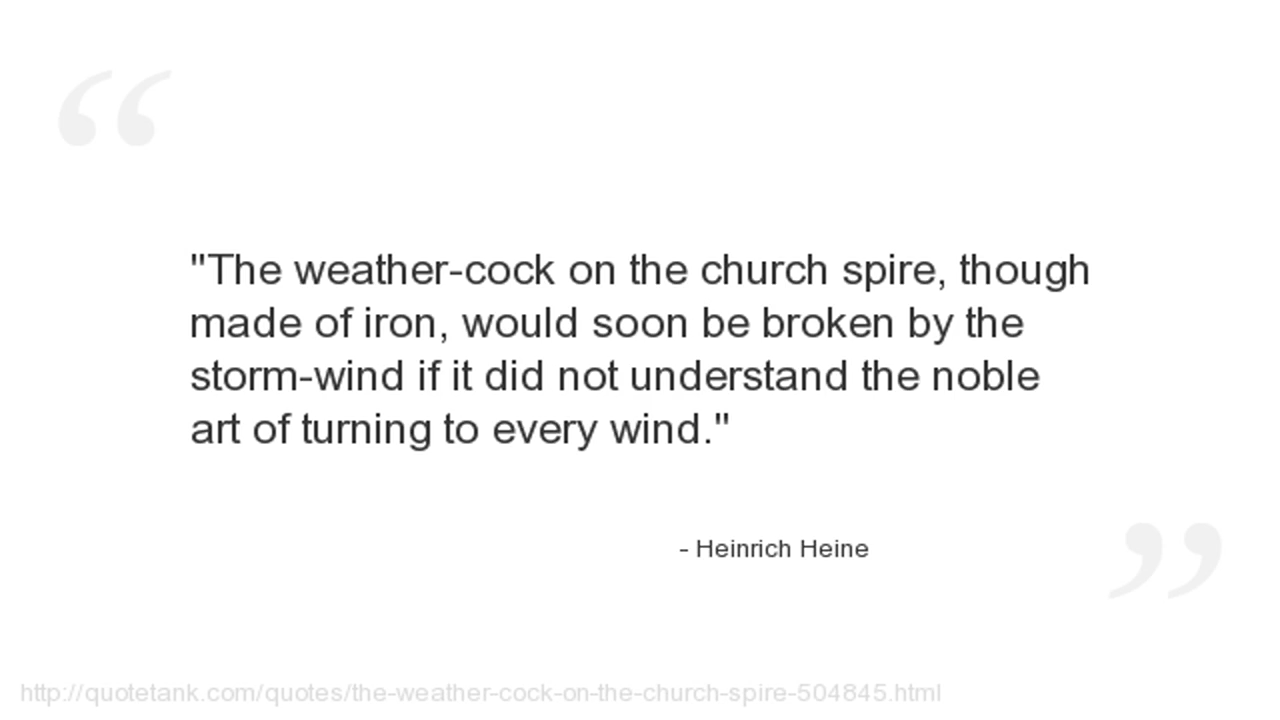 "The weather-cock on the church spire, though
made of iron, would soon be broken by the
storm-wind if it did not understand the noble
art of turning to every wind."
- Heinrich Heine
http://quotetank.com/quotes/the-weather-cock-on-the-church-spire-504845.html